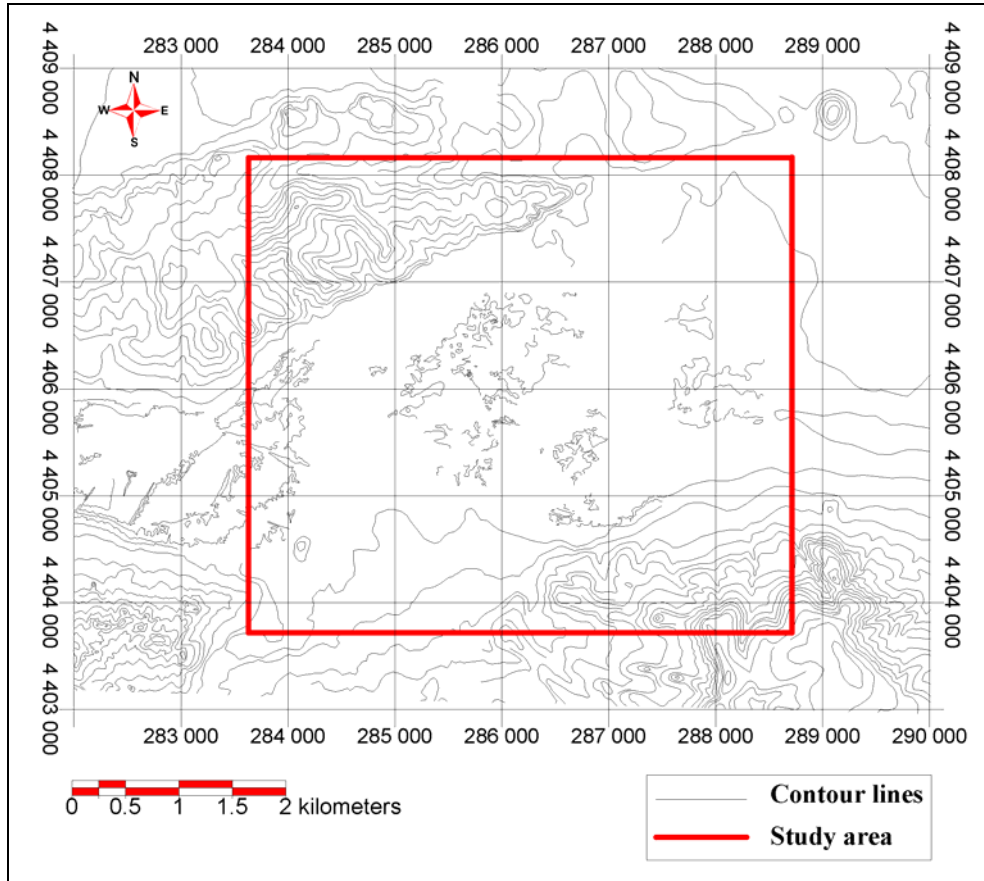 283 000 284 000 285 000 286 000 287 000 288 000 289 000
4 409 000
4 408 000
4 407 000
4 406 000
4 405 000
4 404 000
4 403 000
N
W E
S
4 409 000
4 408 000
4 407 000
4 406 000
4 405 000
4 404 000
283 000 284 000 285 000 286 000 287 000 288 000 289 000 290 000
0 0.5 1 1.5 2 kilometers
Contour lines
Study area